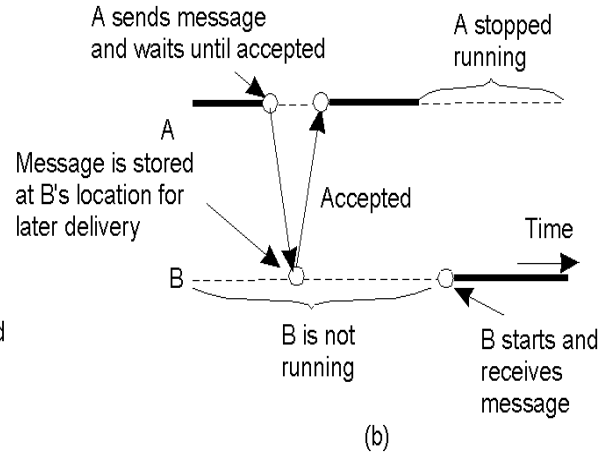 A sends message
and waits until accepted
A stopped
running
A
Message is stored
at B's location for
later delivery
Accepted
Time
B
d
B is not
running
B starts and
receives
message
(b)